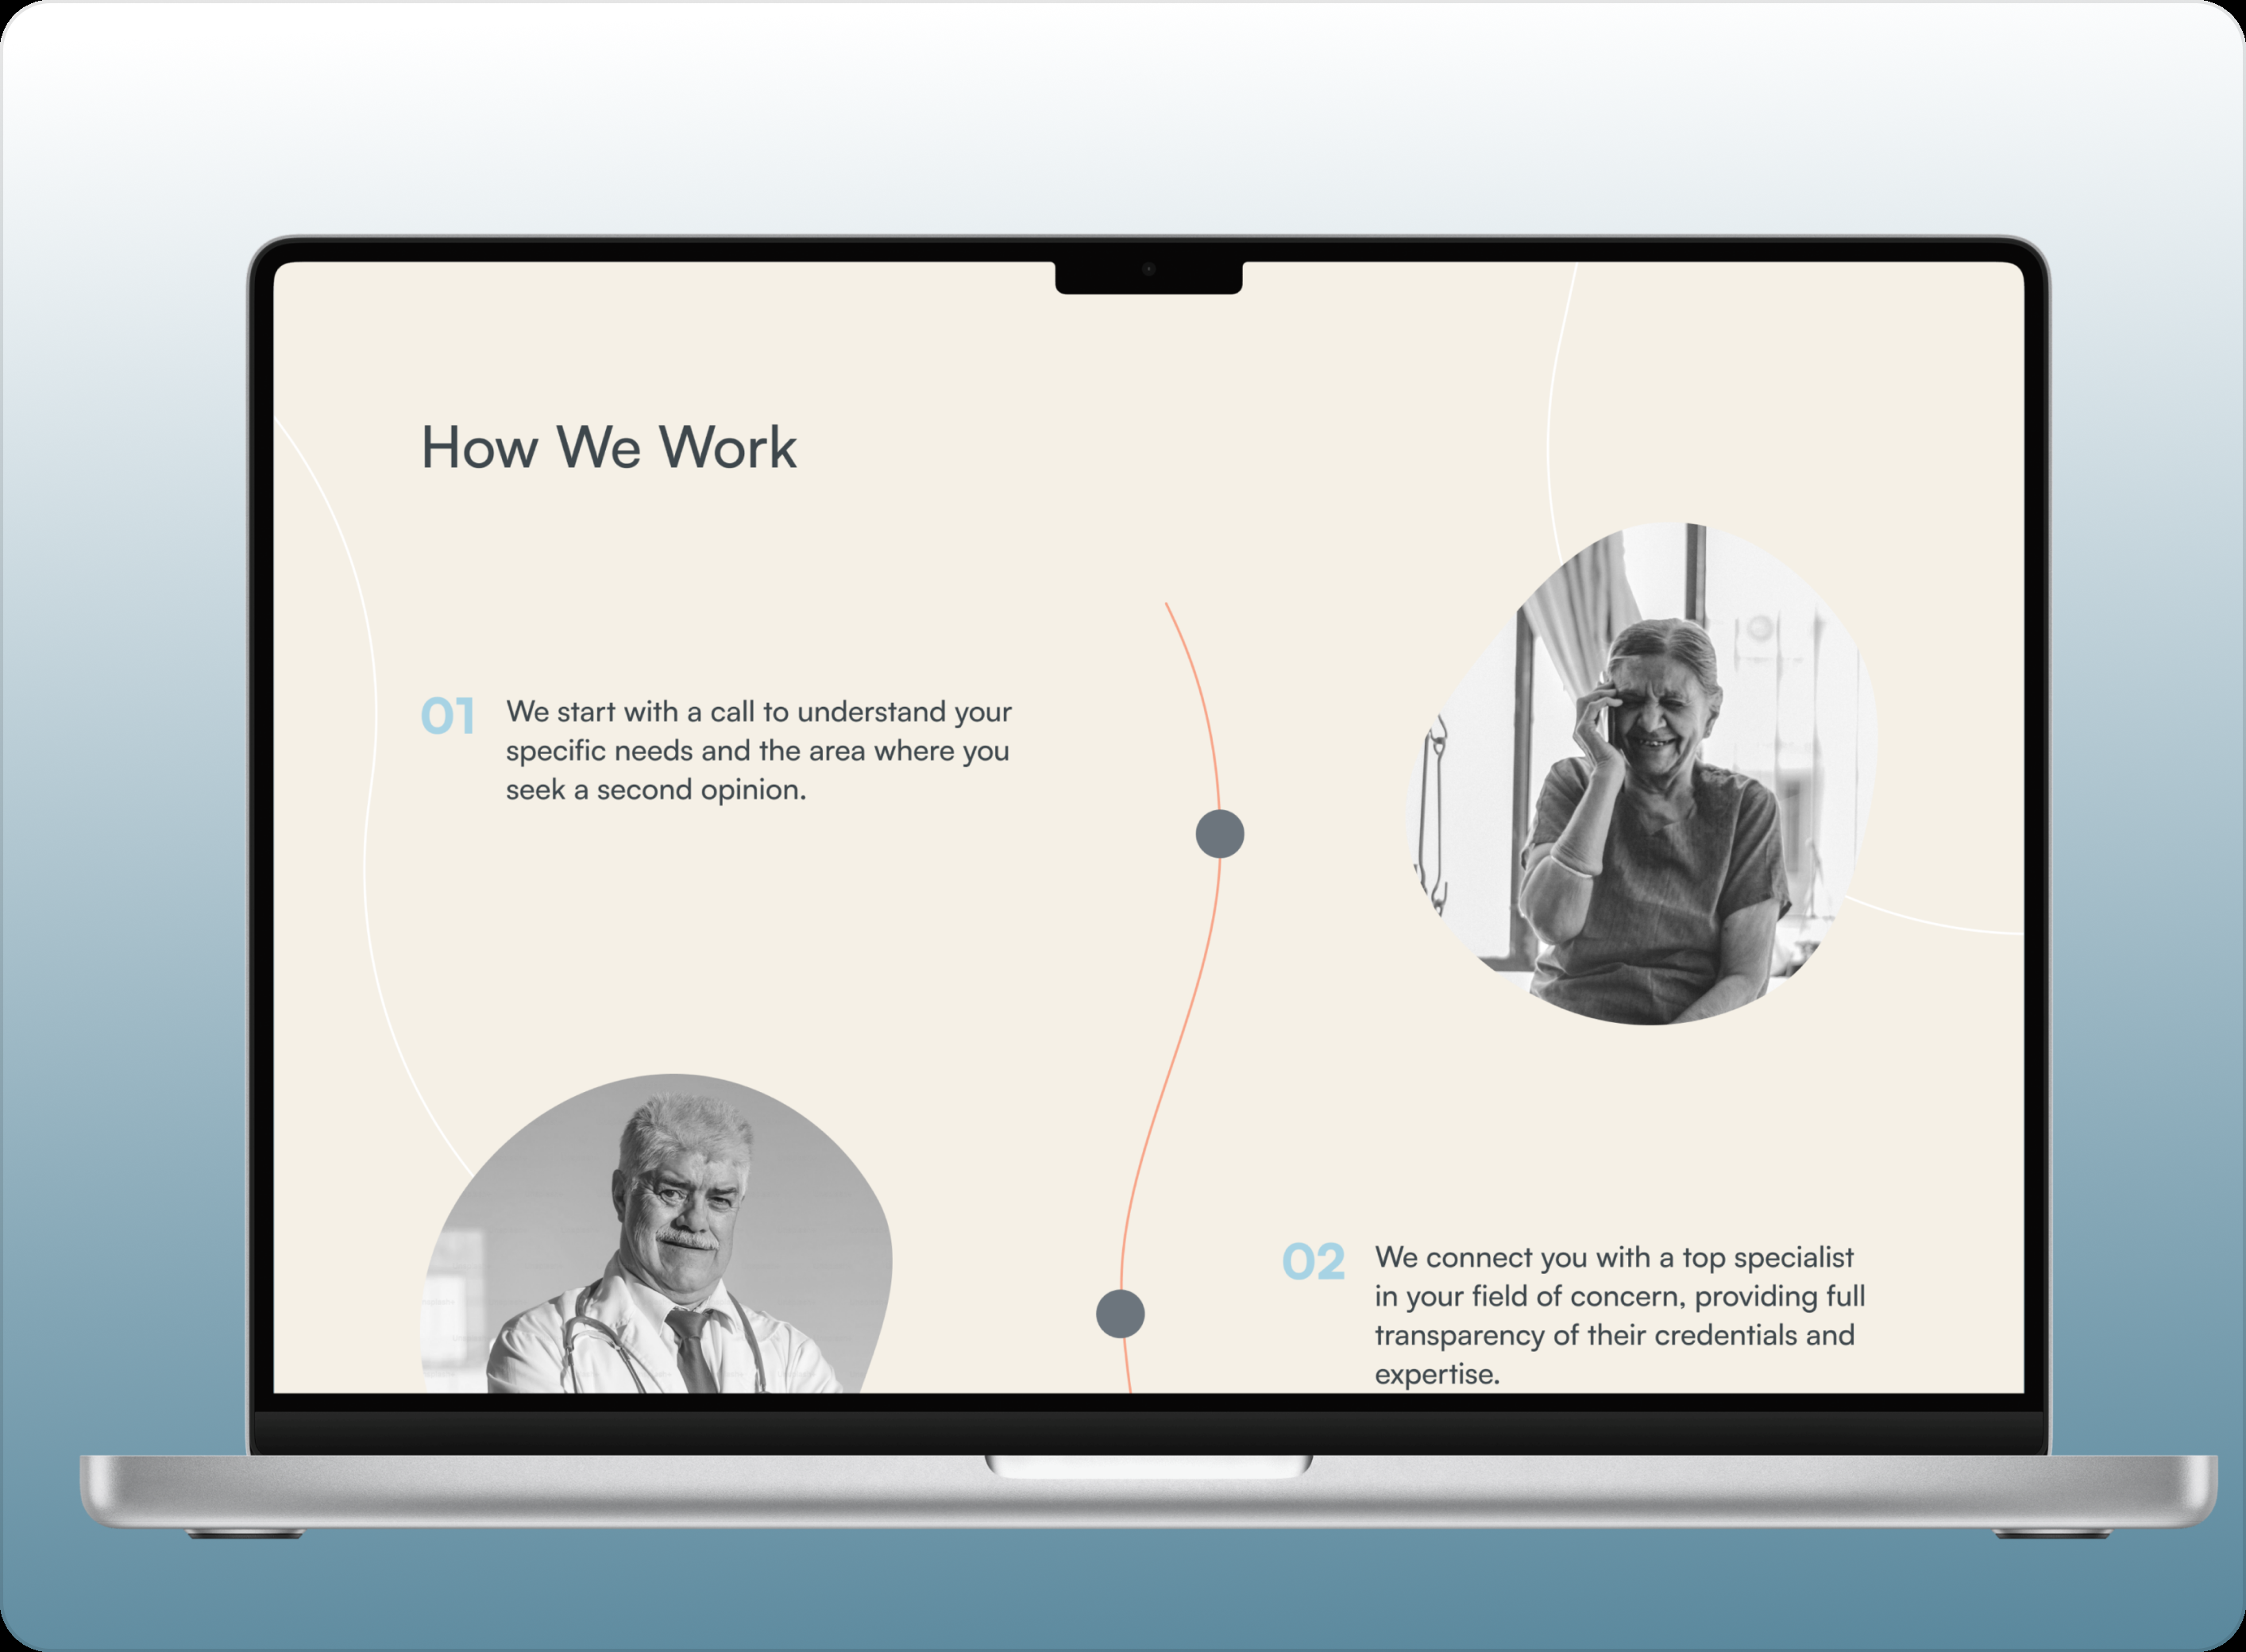 How We Work
01
We start with a call to understand your
specific needs and the area where you
seek a second opinion.
02
We connect you with a top specialist
in your field of concern, providing full
transparency of their credentials and
expertise.